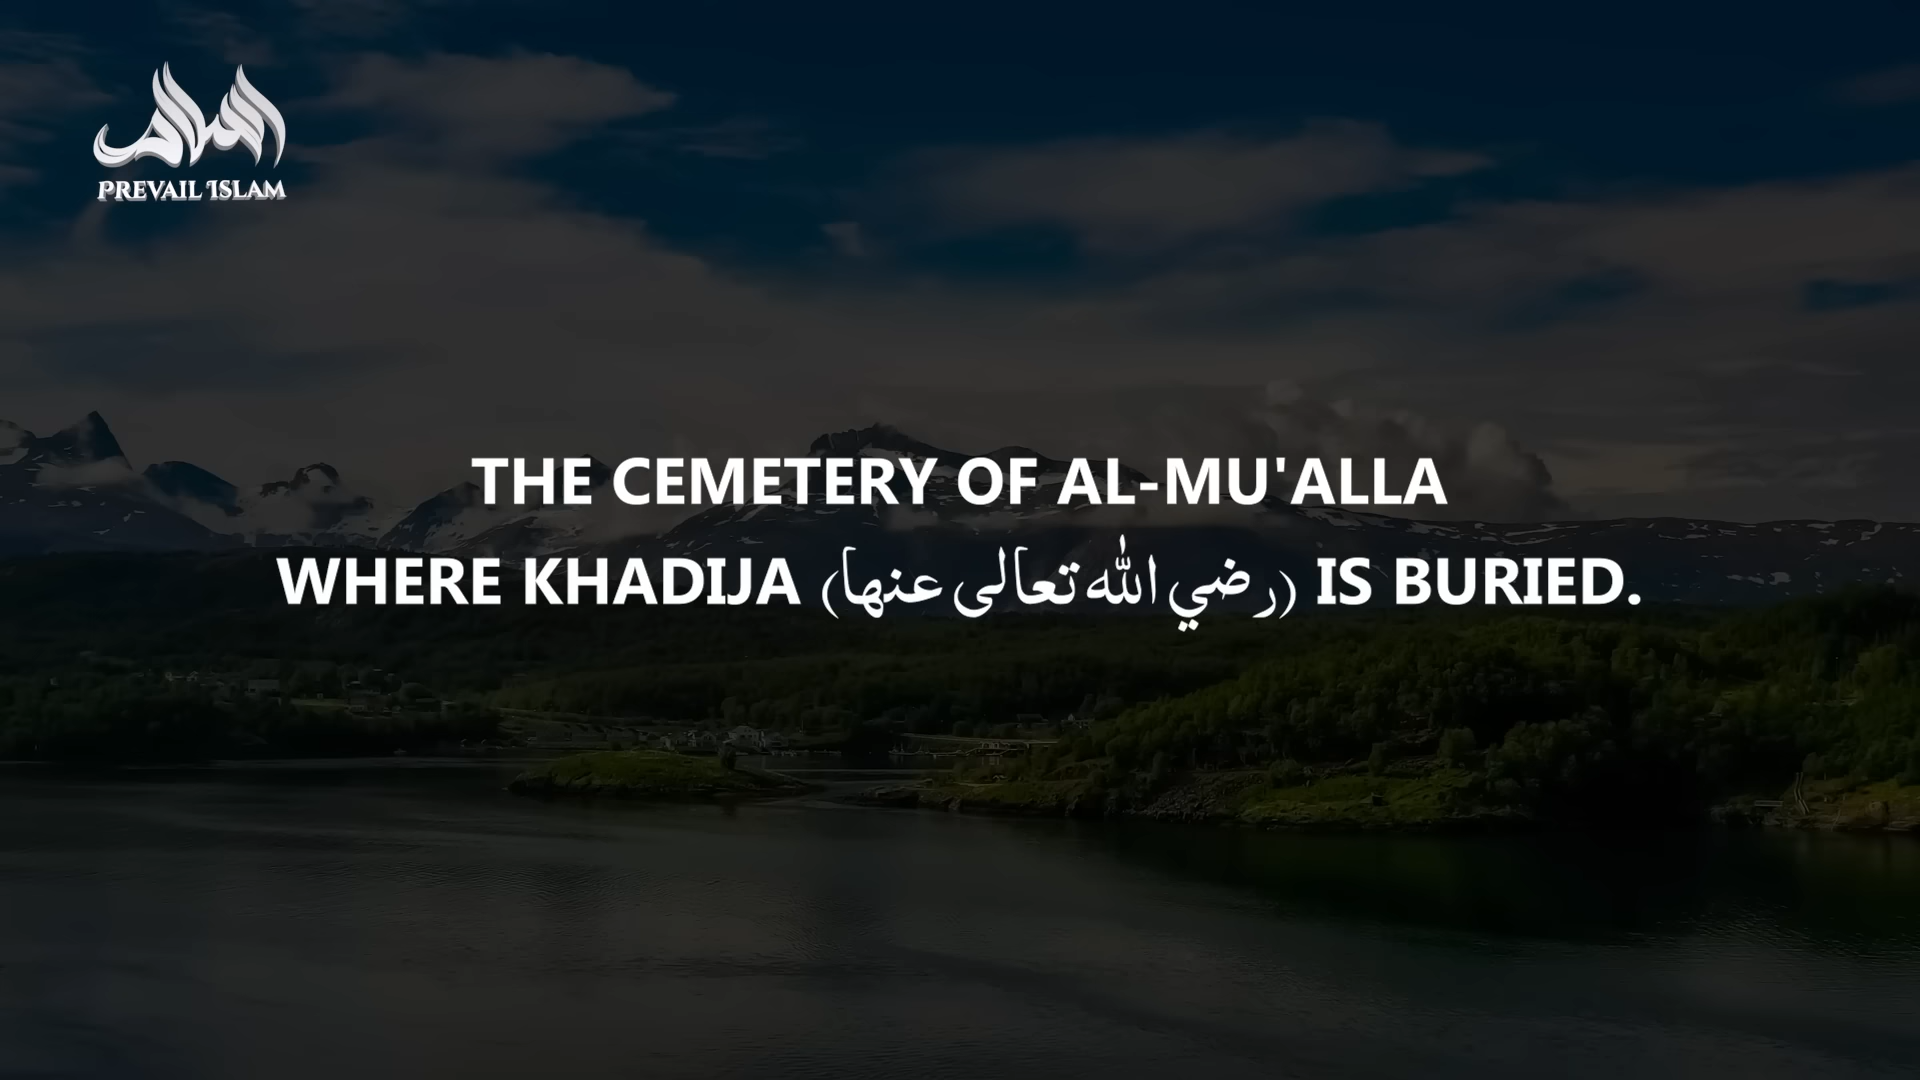 PREVAIL ISLAM
THE CEMETERY OF AL-MU'ALLA
WHERE KHADIJA (رضي الله تعالى عنها) IS BURIED.